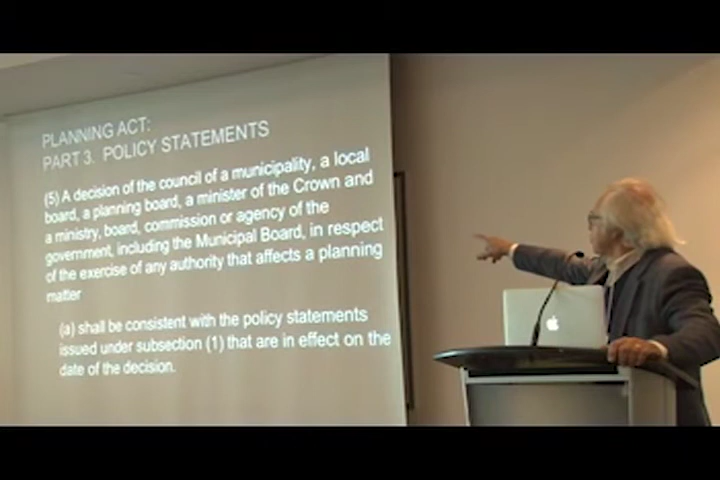 PLANNING ACT:
PART 3. POLICY STATEMENTS
(5) A decision of the council of a municipality, a local
board, a planning board, a minister of the Crown and
a ministry, board, commission or agency of the
government, including the Municipal Board, in respect
of the exercise of any authority that affects a planning
matter
(a) shall be consistent with the policy statements
issued under subsection (1) that are in effect on the
date of the decision.